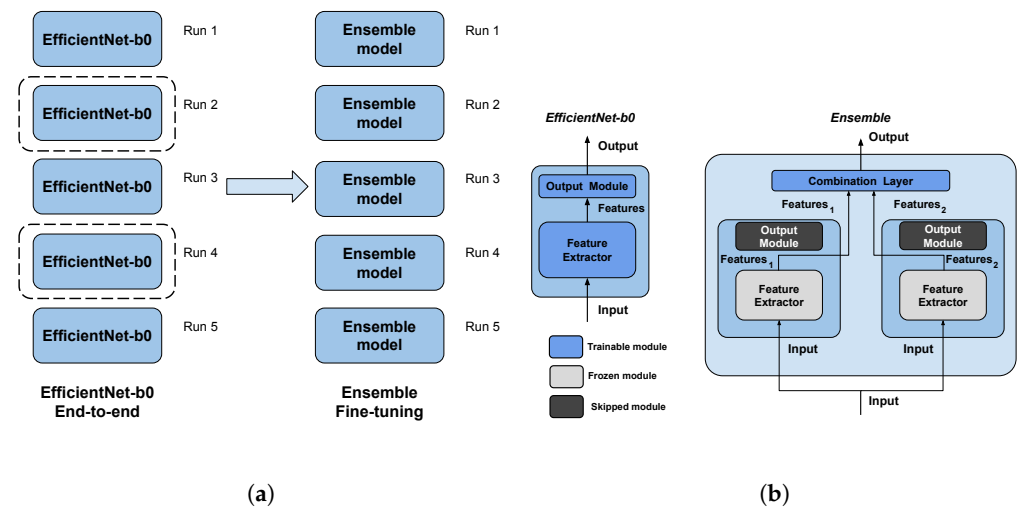 EfficientNet-b0
Run 1
EfficientNet-b0
Run 2
EfficientNet-b0
Run 3
EfficientNet-b0
Run 4
EfficientNet-b0
Run 5
EfficientNet-b0
End-to-end
Ensemble
model
Run 1
Ensemble
model
Run 2
Ensemble
model
Run 3
Ensemble
model
Run 4
Ensemble
model
Run 5
Ensemble
Fine-tuning
(a)
EfficientNet-b0
Output
Output Module
Features
Feature
Extractor
Input
Trainable module
Frozen module
Skipped module
Ensemble
Output
Combination Layer
Features1
Features2
Output
Module
Features1
Feature
Extractor
Input
Output
Module
Features2
Feature
Extractor
Input
Input
(b)